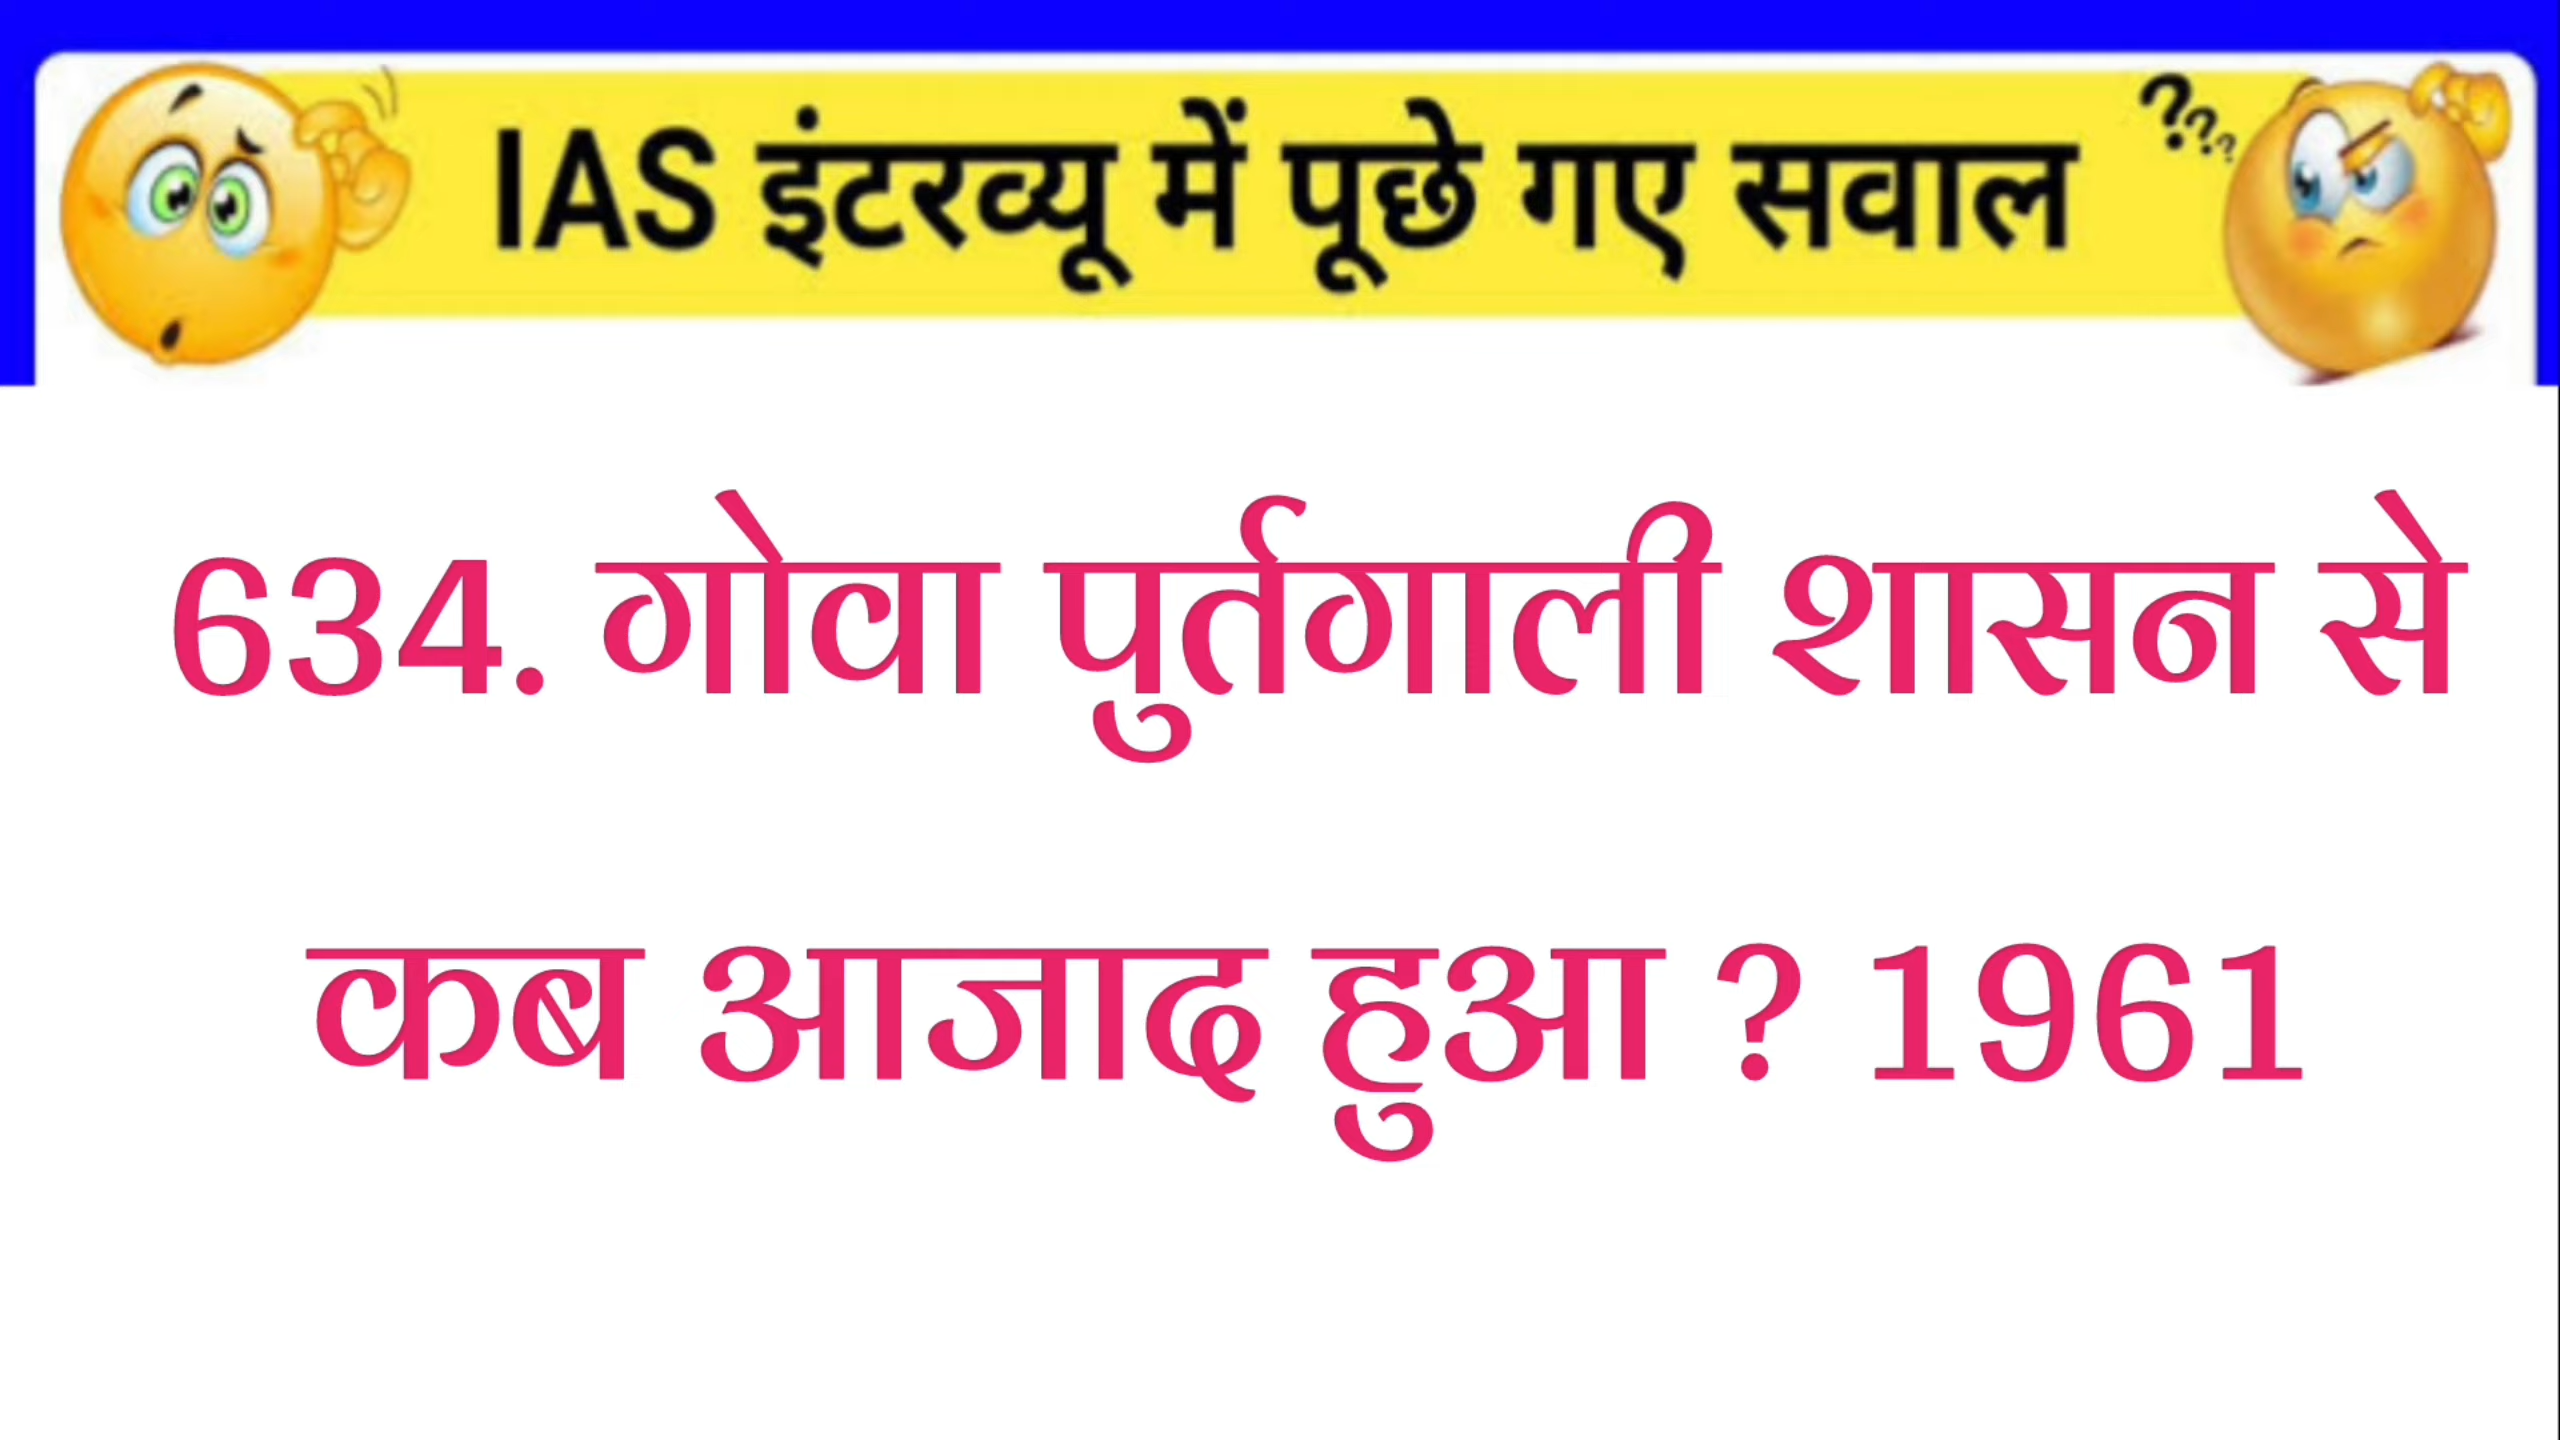 IAS इंटरव्यू में पूछे गए सवाल ???
634. गोवा पुर्तगाली शासन से
कब आजाद हुआ ? 1961